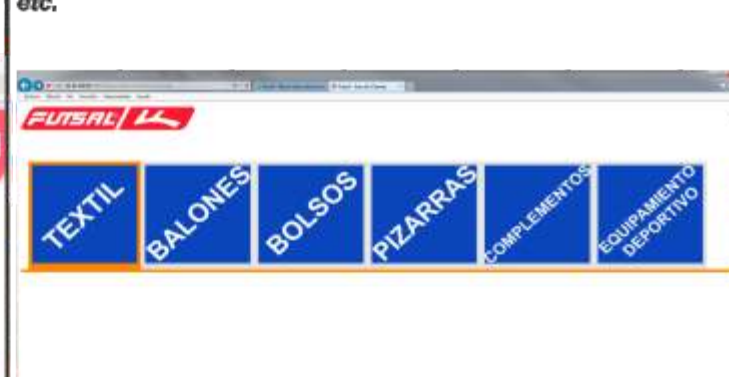 etc.
FUTSAL
TEXTIL
BALONES
BOLSOS
PIZARRAS
COMPLEMENTOS
EQUIPAMIENTO
DEPORTIVO